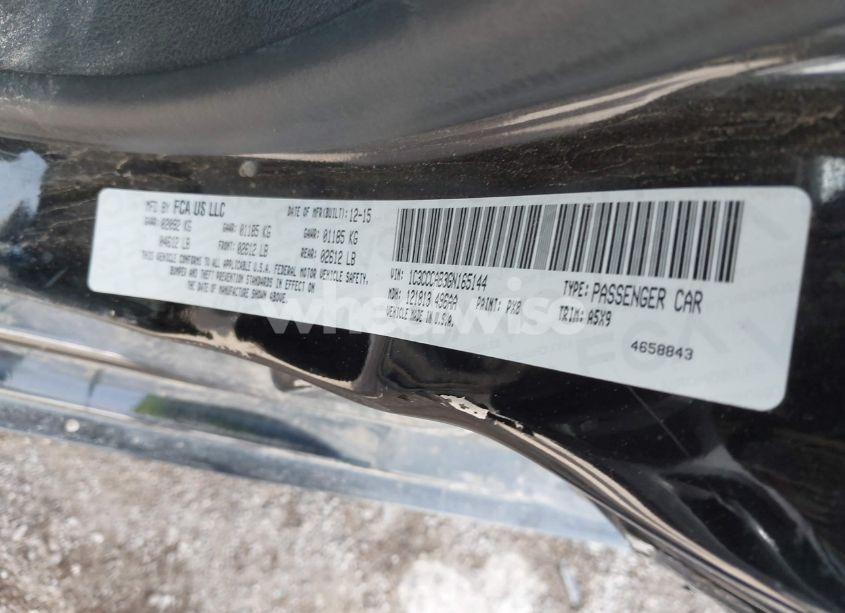 MFD BY FCA US LLC
DATE OF MFR(BUILT): 12-15
GVWR: 02092 KG
GAWR: 01185 KG
GAWR: 01185 KG
04612 LB
FRONT: 02612 LB
REAR: 02612 LB
THIS VEHICLE CONFORMS TO ALL APPLICABLE U.S.A. FEDERAL MOTOR VEHICLE SAFETY,
BUMPER AND THEFT PREVENTION STANDARDS IN EFFECT ON
THE DATE OF MANUFACTURE SHOWN ABOVE.
VIN:
TYPE: PASSENGER CAR
MDH: 121813 496AA
PAINT: PX8
TRIM: A5X9
VEHICLE MADE IN U.S.A.
4658843